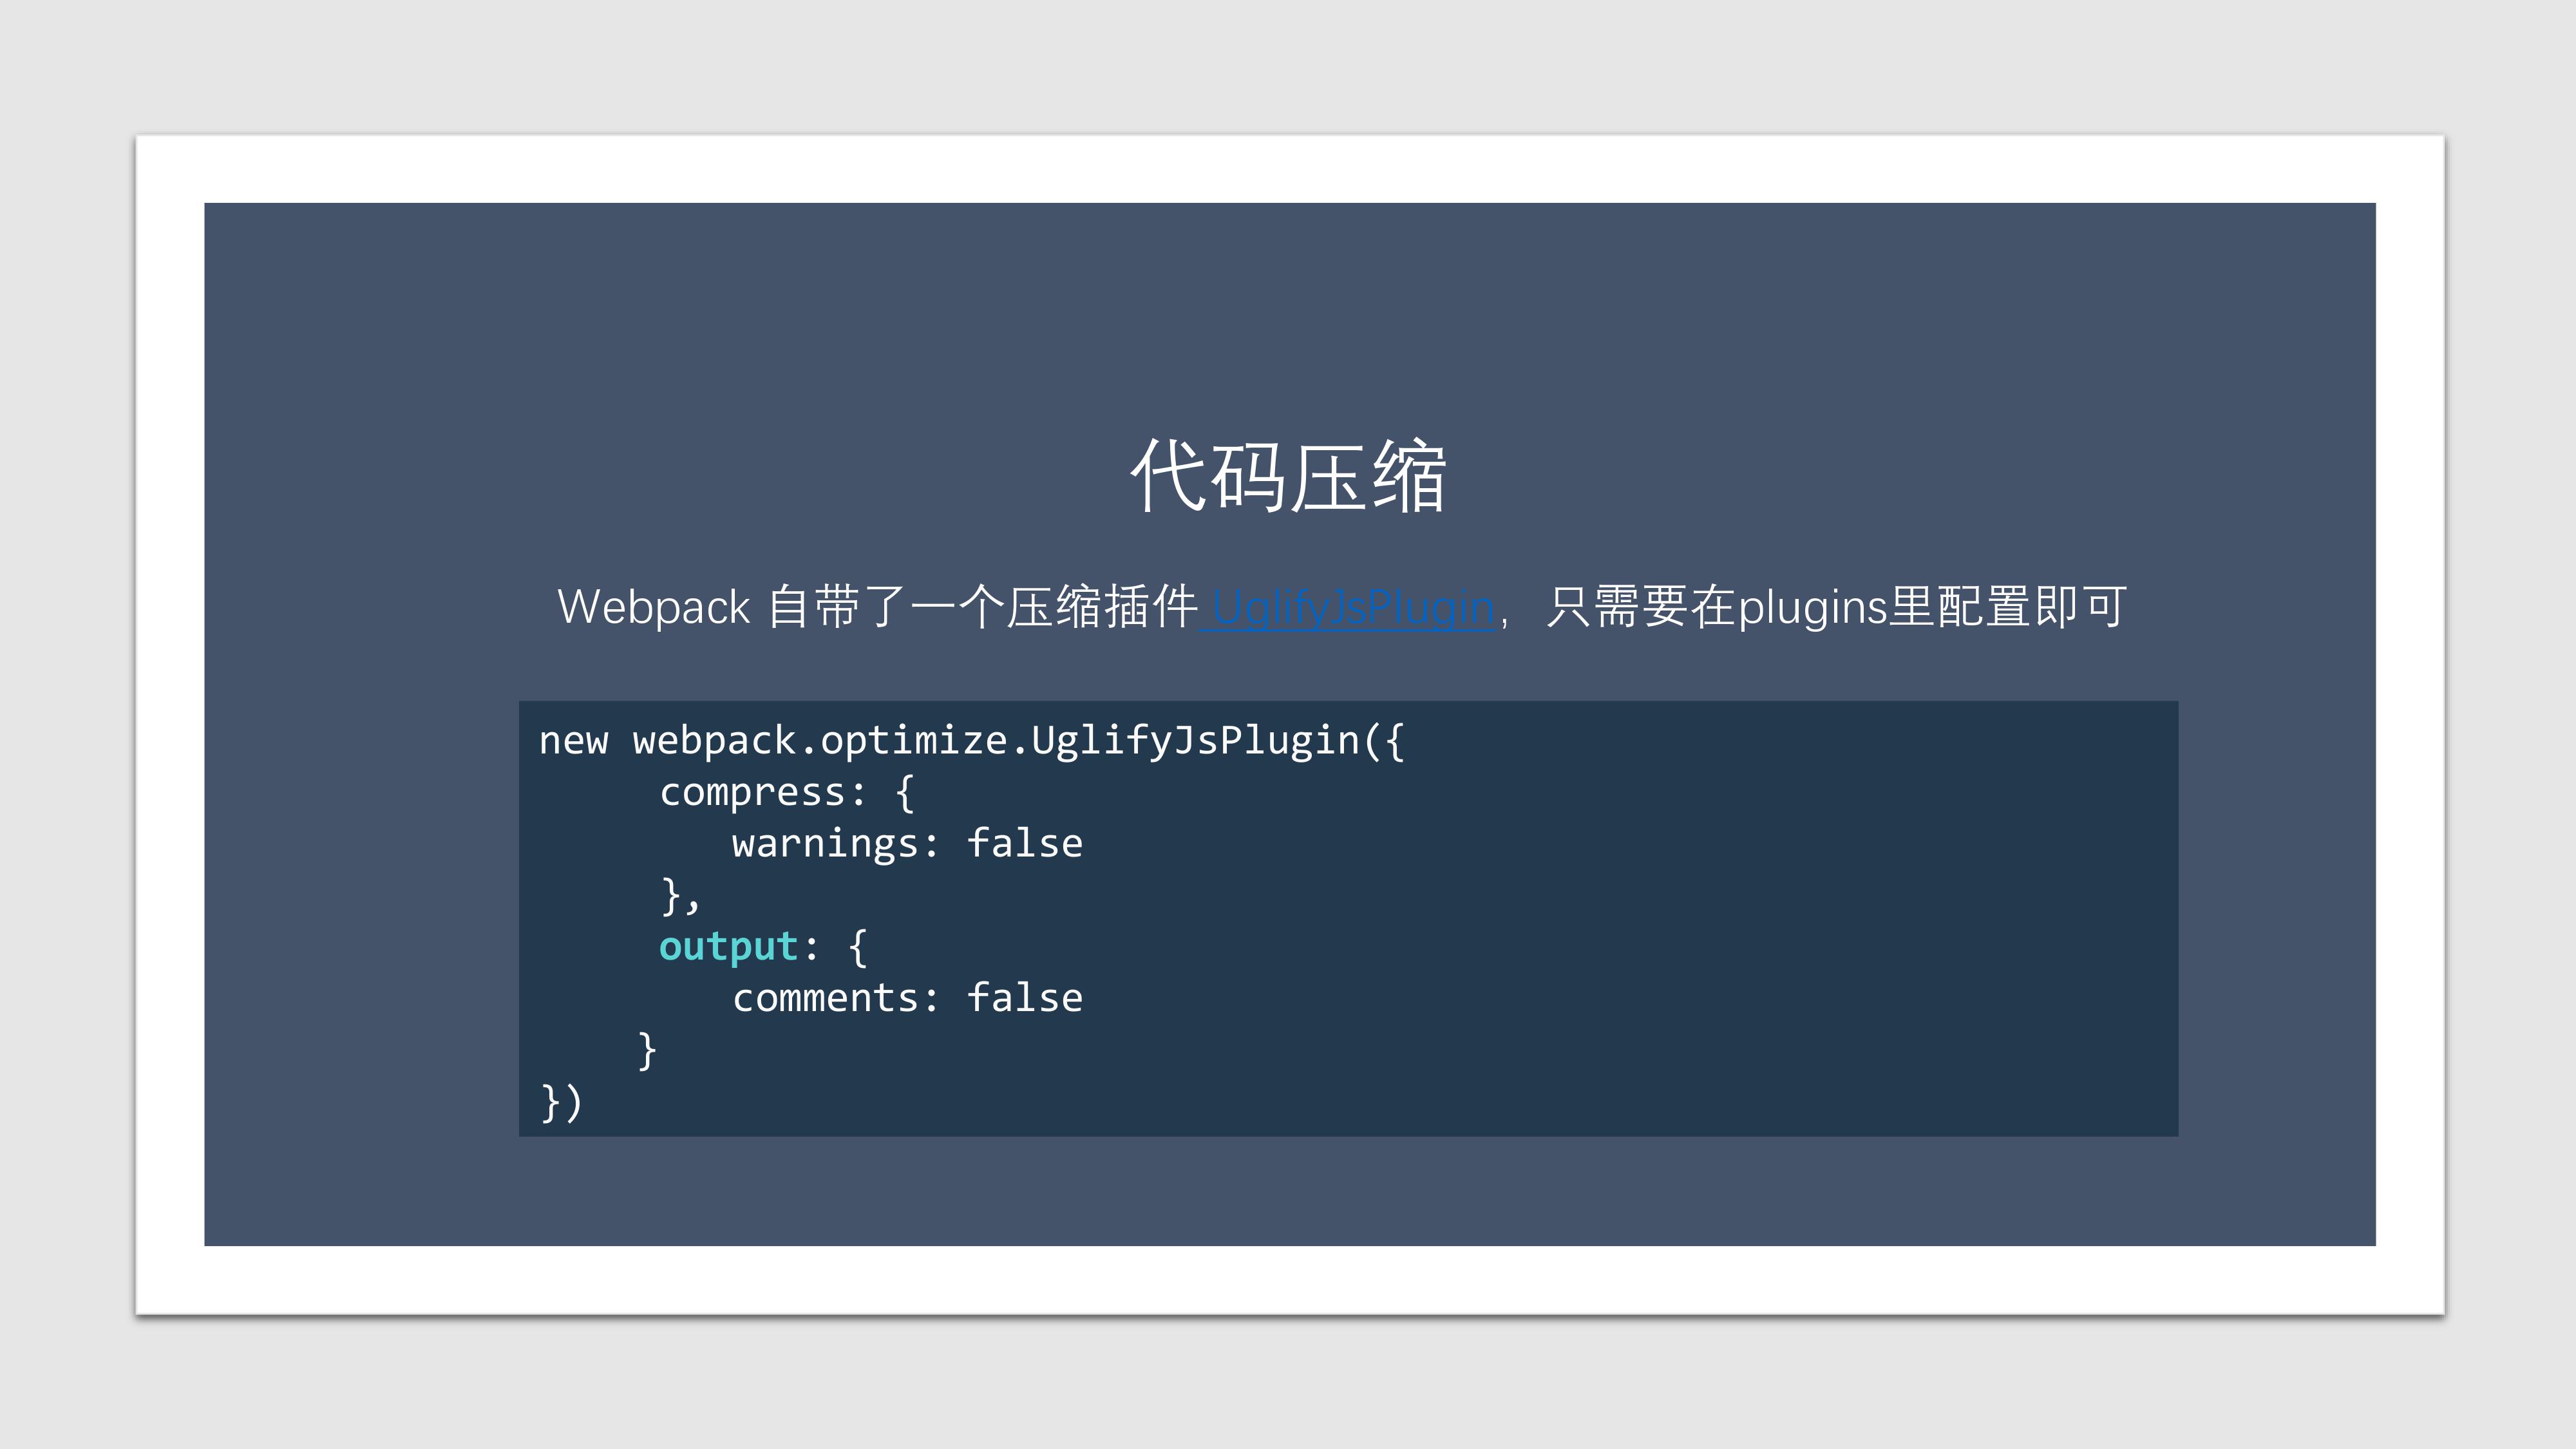 代码压缩
Webpack 自带了一个压缩插件 UglifyJsPlugin，只需要在plugins里配置即可
new webpack.optimize.UglifyJsPlugin({
     compress: {
        warnings: false
     },
     output: {
        comments: false
    }
})